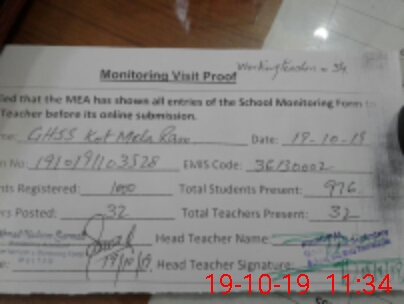 Working teachers = 34
Monitoring Visit Proof
ied that the MEA has shown all entries of the School Monitoring Form to
Teacher before its online submission.
me: GHSS Kot Mela Ram Date: 19-10-19
n No: 1910191103528 EMIS Code: 36130002
nts Registered: 1000 Total Students Present: 976
rs Posted: 32 Total Teachers Present: 32
Head Teacher Name:
19/10/19 Head Teacher Signature:
19-10-19 11:34